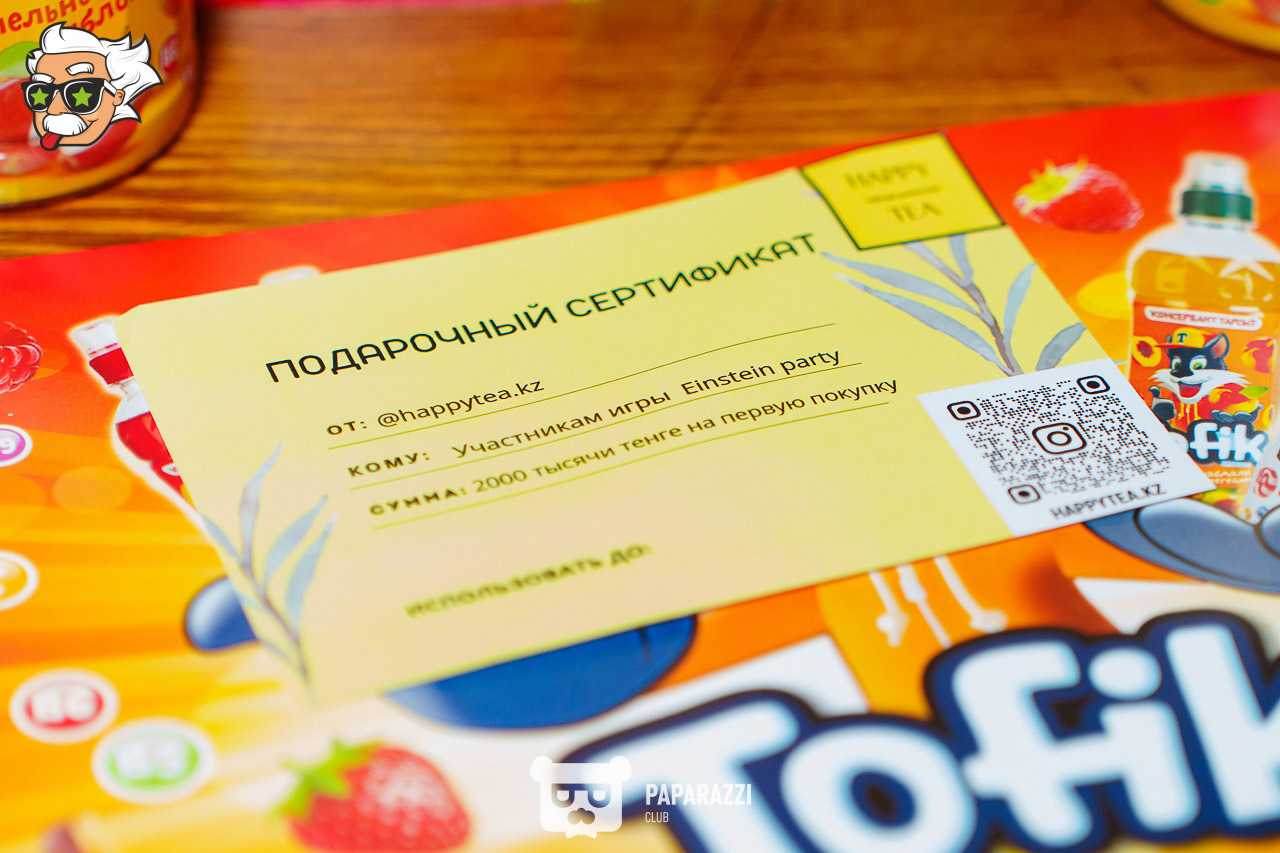 HAPPY
TEA
ПОДАРОЧНЫЙ СЕРТИФИКАТ
ОТ: @happytea.kz
КОМУ: Участникам игры Einstein party
СУММА: 2000 тысячи тенге на первую покупку
ИСПОЛЬЗОВАТЬ ДО:
HAPPYTEA.KZ
T
fik
Tofik
PAPARAZZI
CLUB